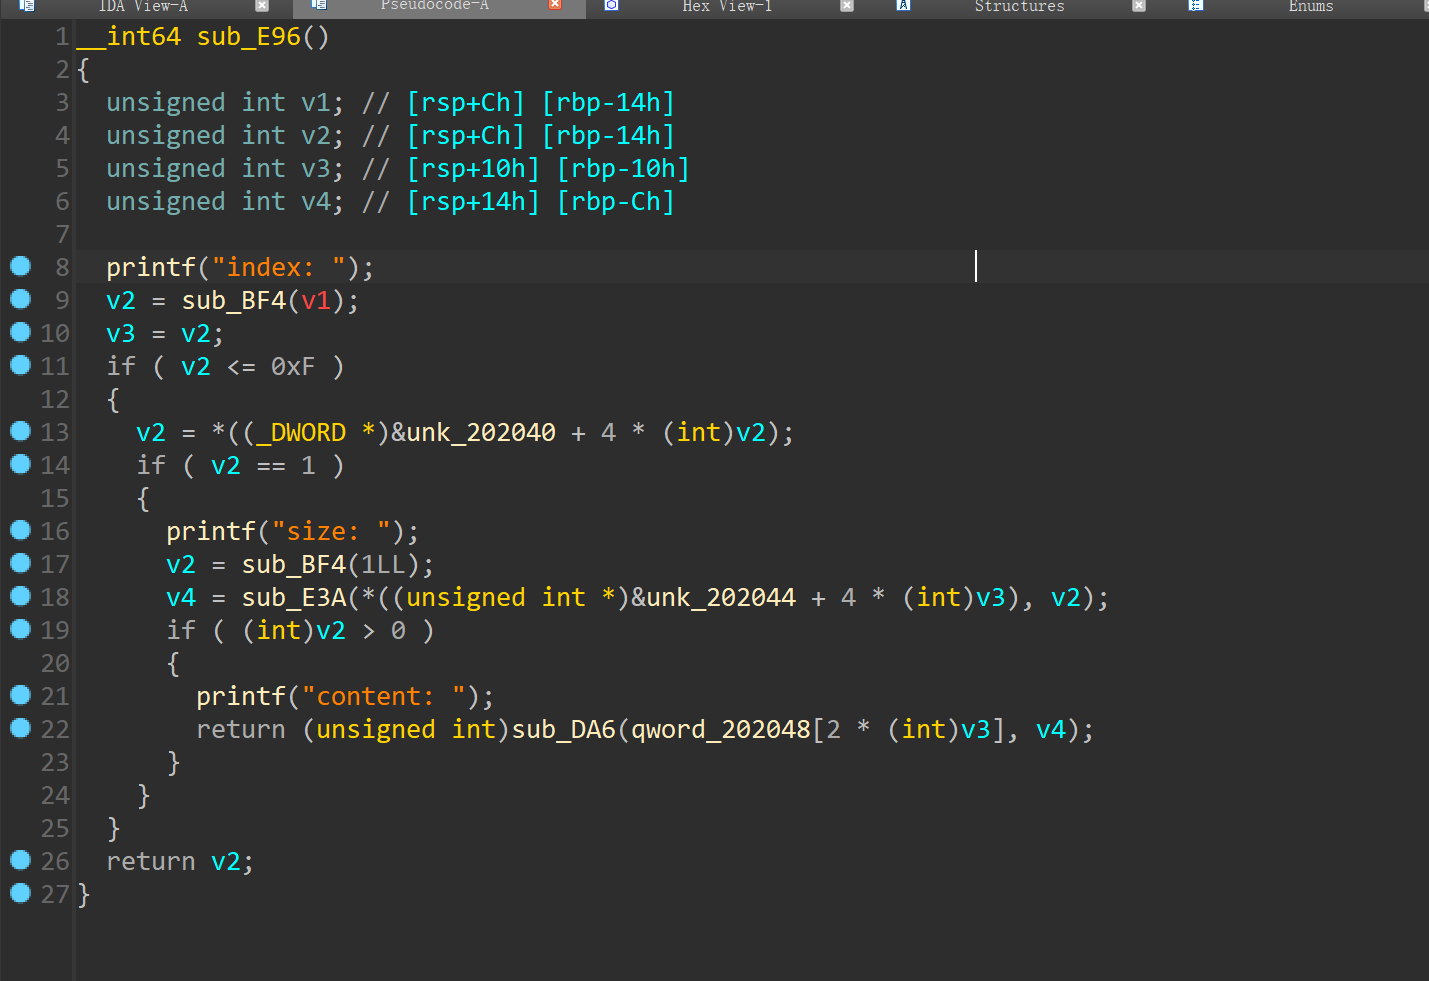 IDA View-A Pseudocode-A Hex View-1 Structures Enums
1 __int64 sub_E96()
2 {
3 unsigned int v1; // [rsp+Ch] [rbp-14h]
4 unsigned int v2; // [rsp+Ch] [rbp-14h]
5 unsigned int v3; // [rsp+10h] [rbp-10h]
6 unsigned int v4; // [rsp+14h] [rbp-Ch]
7
8 printf("index: ");
9 v2 = sub_BF4(v1);
10 v3 = v2;
11 if ( v2 <= 0xF )
12 {
13 v2 = *((_DWORD *)&unk_202040 + 4 * (int)v2);
14 if ( v2 == 1 )
15 {
16 printf("size: ");
17 v2 = sub_BF4(1LL);
18 v4 = sub_E3A(*((unsigned int *)&unk_202044 + 4 * (int)v3), v2);
19 if ( (int)v2 > 0 )
20 {
21 printf("content: ");
22 return (unsigned int)sub_DA6(qword_202048[2 * (int)v3], v4);
23 }
24 }
25 }
26 return v2;
27 }